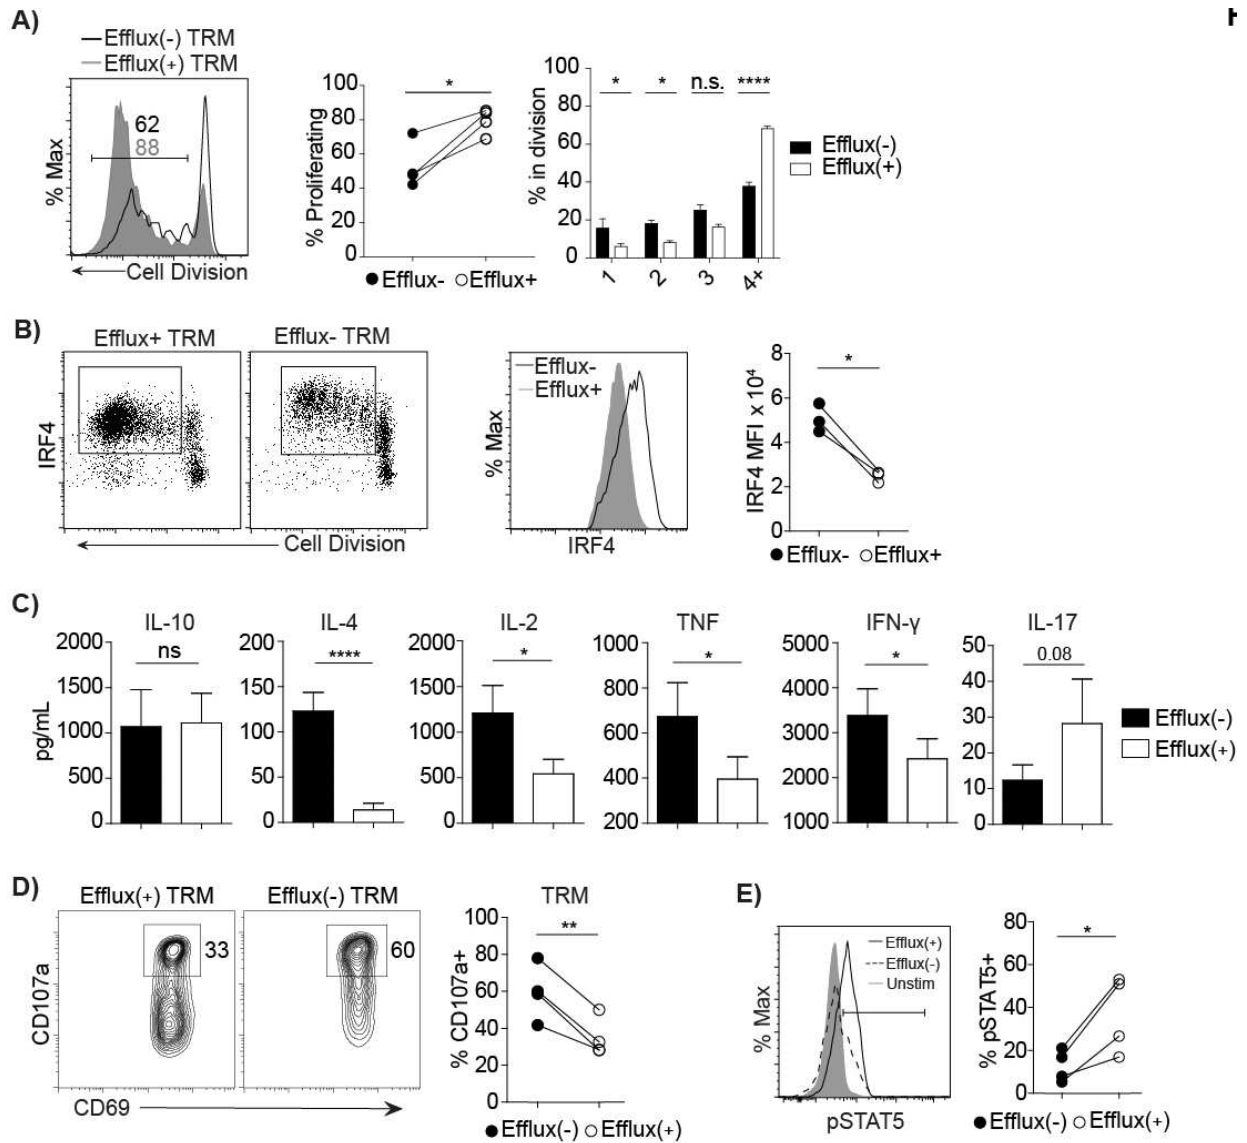 A)
Efflux(-) TRM
Efflux(+) TRM
% Max
62
88
Cell Division
% Proliferating
100
80
60
40
20
0
*
Efflux- Efflux+
% in division
100
80
60
40
20
0
* * n.s. ****
1 2 3 4+
Efflux(-)
Efflux(+)
B)
Efflux+ TRM Efflux- TRM
IRF4
Cell Division
Efflux-
Efflux+
% Max
IRF4
IRF4 MFI x 10⁴
8
6
4
2
0
*
Efflux- Efflux+
C)
pg/mL
IL-10
2000
1500
1000
500
0
ns
IL-4
200
150
100
50
0
****
IL-2
2000
1500
1000
500
0
*
TNF
1000
800
600
400
200
*
IFN-γ
5000
4000
3000
2000
1000
*
IL-17
50
40
30
20
10
0
0.08
Efflux(-)
Efflux(+)
D)
Efflux(+) TRM Efflux(-) TRM
CD107a
33
60
CD69
TRM
% CD107a+
100
80
60
40
20
0
**
Efflux(-) Efflux(+)
E)
% Max
Efflux(+)
Efflux(-)
Unstim
pSTAT5
% pSTAT5+
80
60
40
20
0
*
Efflux(-) Efflux(+)